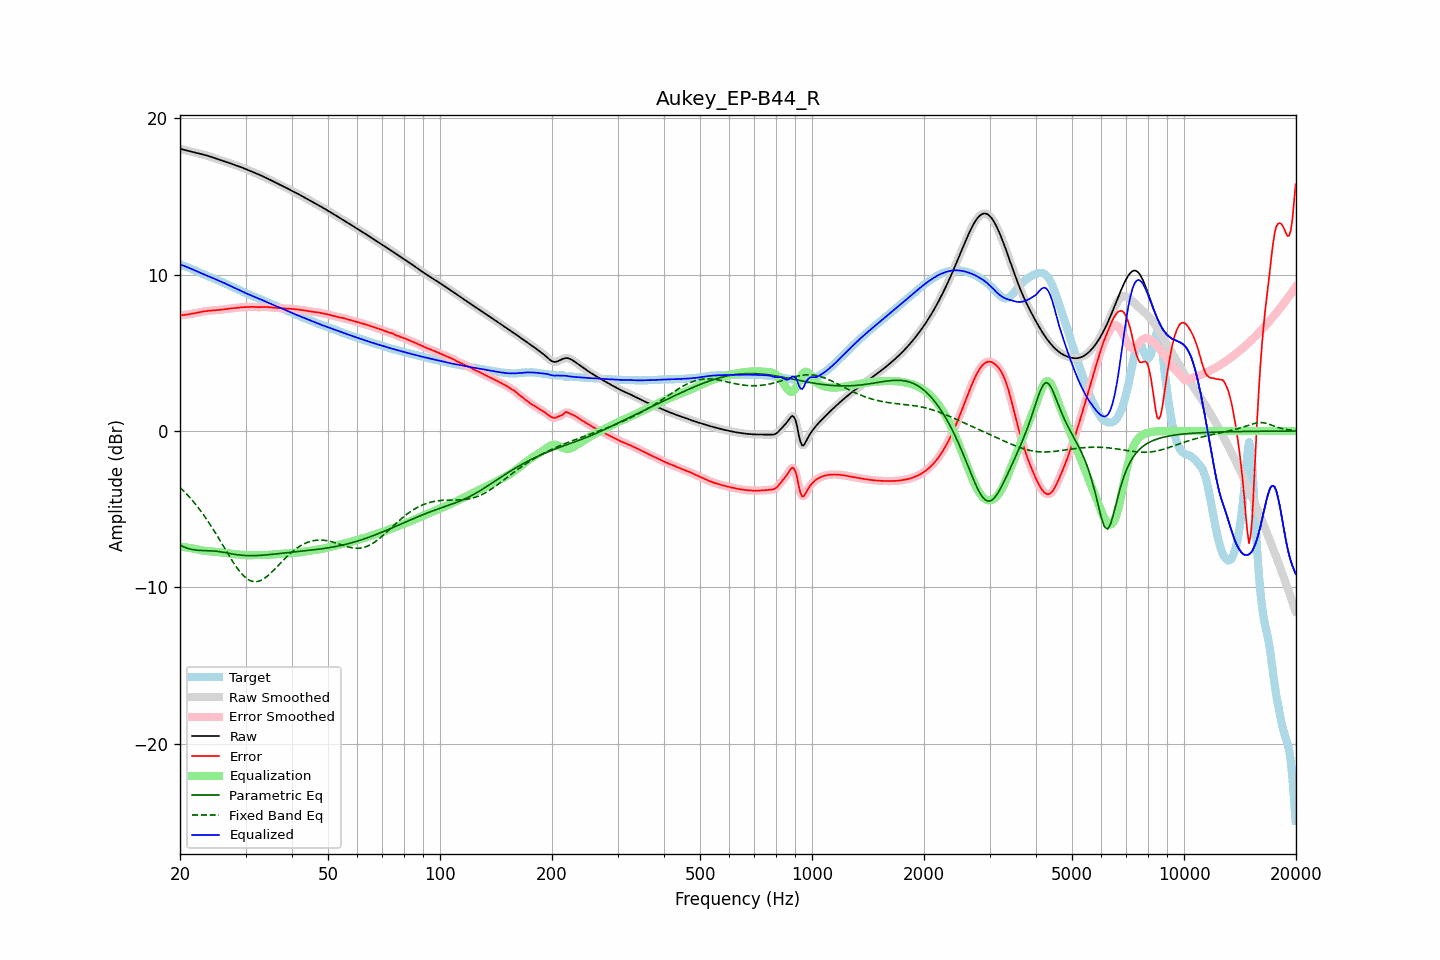 Aukey_EP-B44_R
Amplitude (dBr)
20
10
0
−10
−20
Target
Raw Smoothed
Error Smoothed
Raw
Error
Equalization
Parametric Eq
Fixed Band Eq
Equalized
20 50 100 200 500 1000 2000 5000 10000 20000
Frequency (Hz)